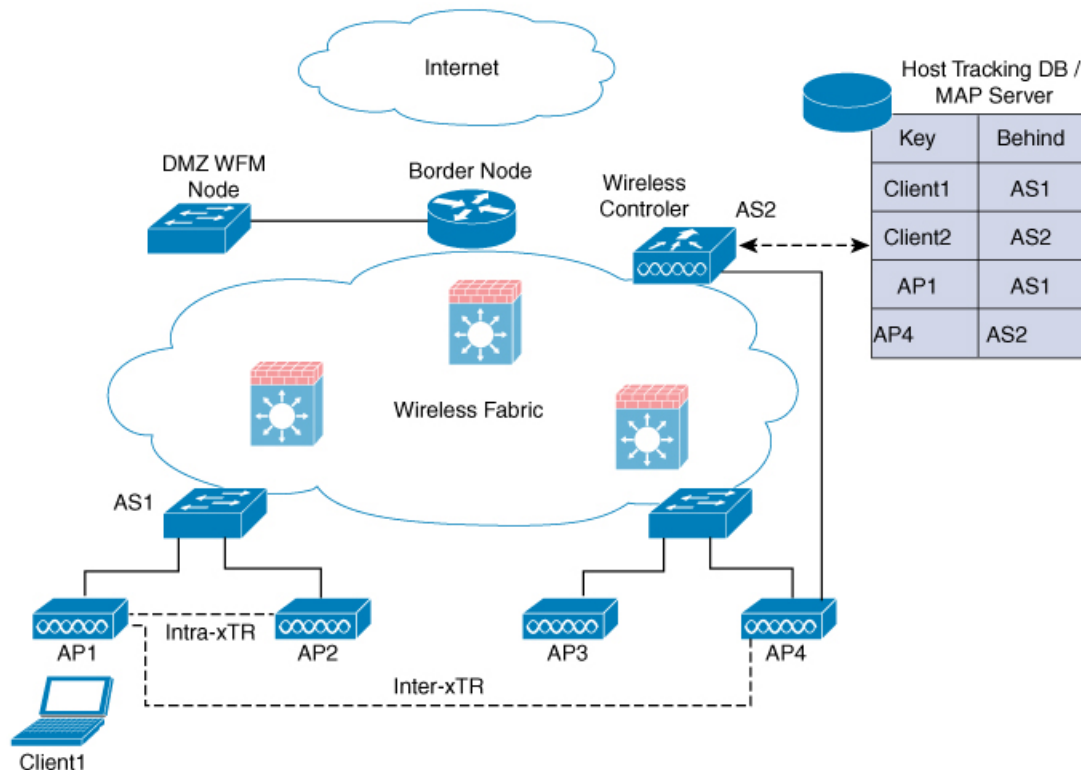 Internet
Host Tracking DB /
MAP Server
Key Behind
Client1 AS1
Client2 AS2
AP1 AS1
AP4 AS2
DMZ WFM
Node
Border Node
Wireless
Controler
AS2
Wireless Fabric
AS1
AP1
Intra-xTR
AP2
AP3
AP4
Inter-xTR
Client1